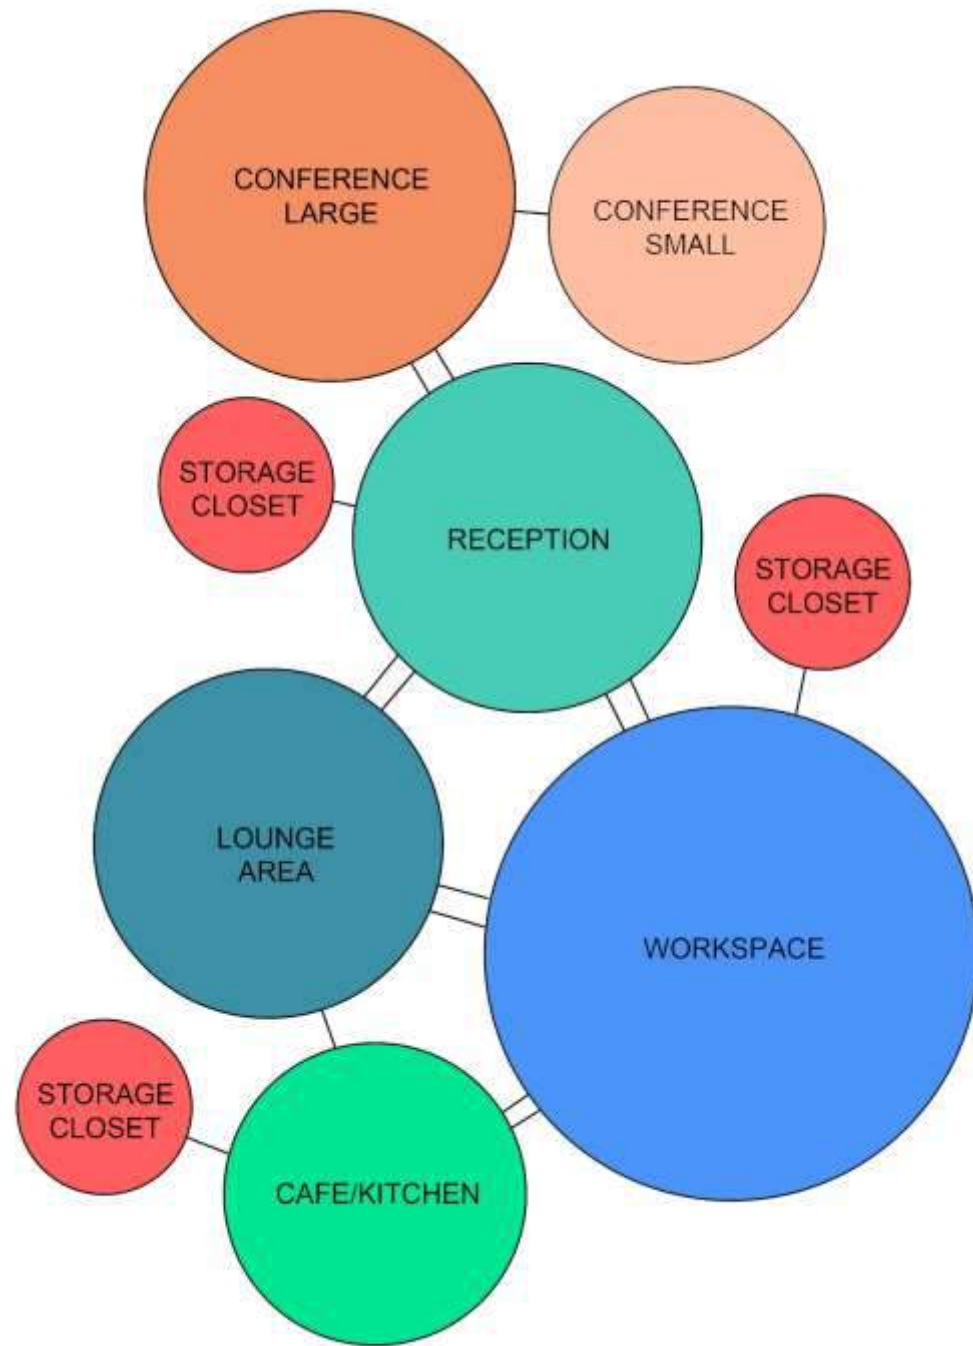 CONFERENCE
LARGE
CONFERENCE
SMALL
STORAGE
CLOSET
RECEPTION
STORAGE
CLOSET
LOUNGE
AREA
WORKSPACE
STORAGE
CLOSET
CAFE/KITCHEN